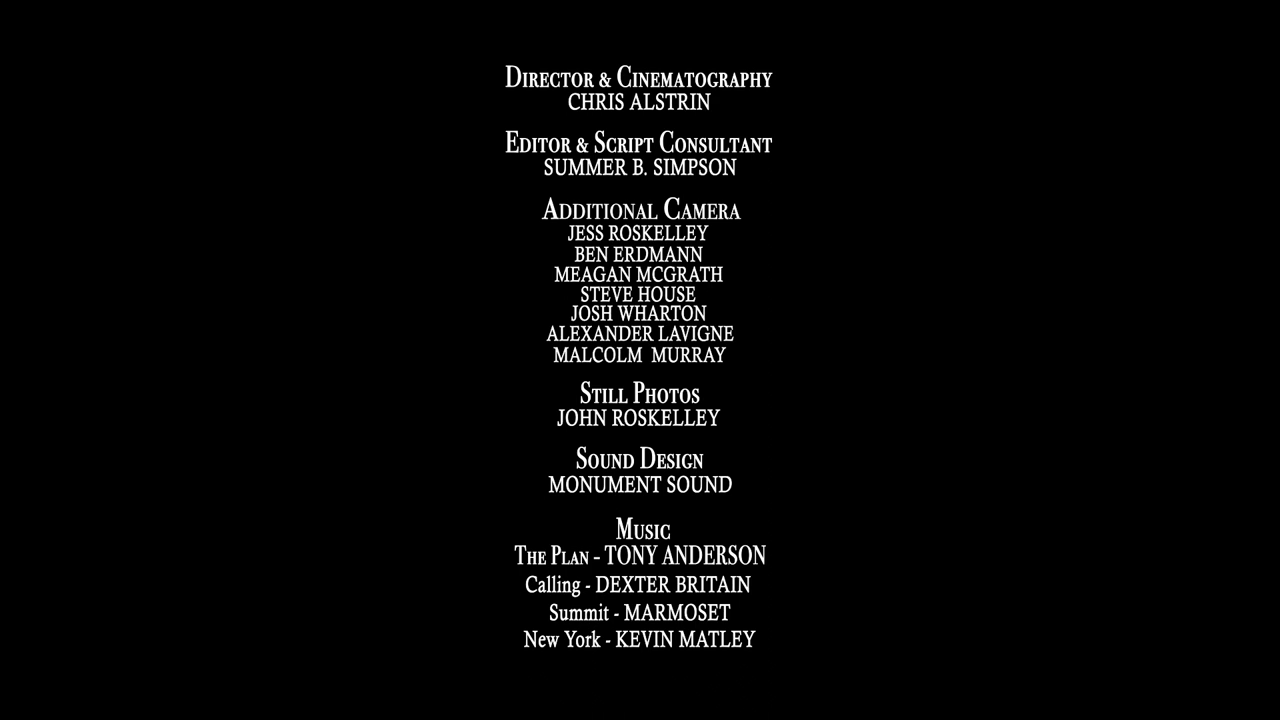 Director & Cinematography
CHRIS ALSTRIN
Editor & Script Consultant
SUMMER B. SIMPSON
Additional Camera
JESS ROSKELLEY
BEN ERDMANN
MEAGAN MCGRATH
STEVE HOUSE
JOSH WHARTON
ALEXANDER LAVIGNE
MALCOLM MURRAY
Still Photos
JOHN ROSKELLEY
Sound Design
MONUMENT SOUND
Music
The Plan - TONY ANDERSON
Calling - DEXTER BRITAIN
Summit - MARMOSET
New York - KEVIN MATLEY